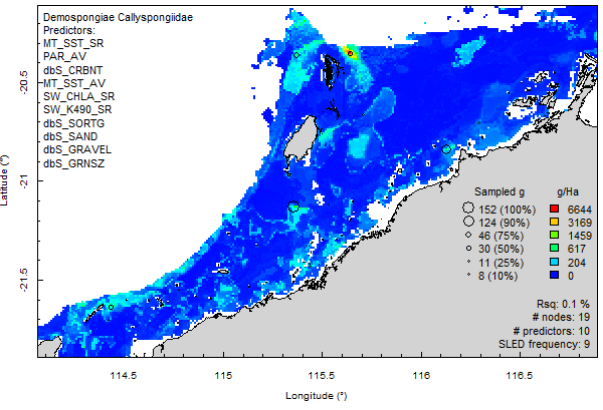 Demospongiae Callyspongiidae
Predictors:
MT_SST_SR
PAR_AV
dbS_CRBNT
MT_SST_AV
SW_CHLA_SR
SW_K490_SR
dbS_SORTG
dbS_SAND
dbS_GRAVEL
dbS_GRNSZ
-20.5
-21
-21.5
Latitude (°)
Sampled g g/Ha
152 (100%) 6644
124 (90%) 3169
46 (75%) 1459
30 (50%) 617
11 (25%) 204
8 (10%) 0
Rsq: 0.1 %
# nodes: 19
# predictors: 10
SLED frequency: 9
114.5 115 115.5 116 116.5
Longitude (°)